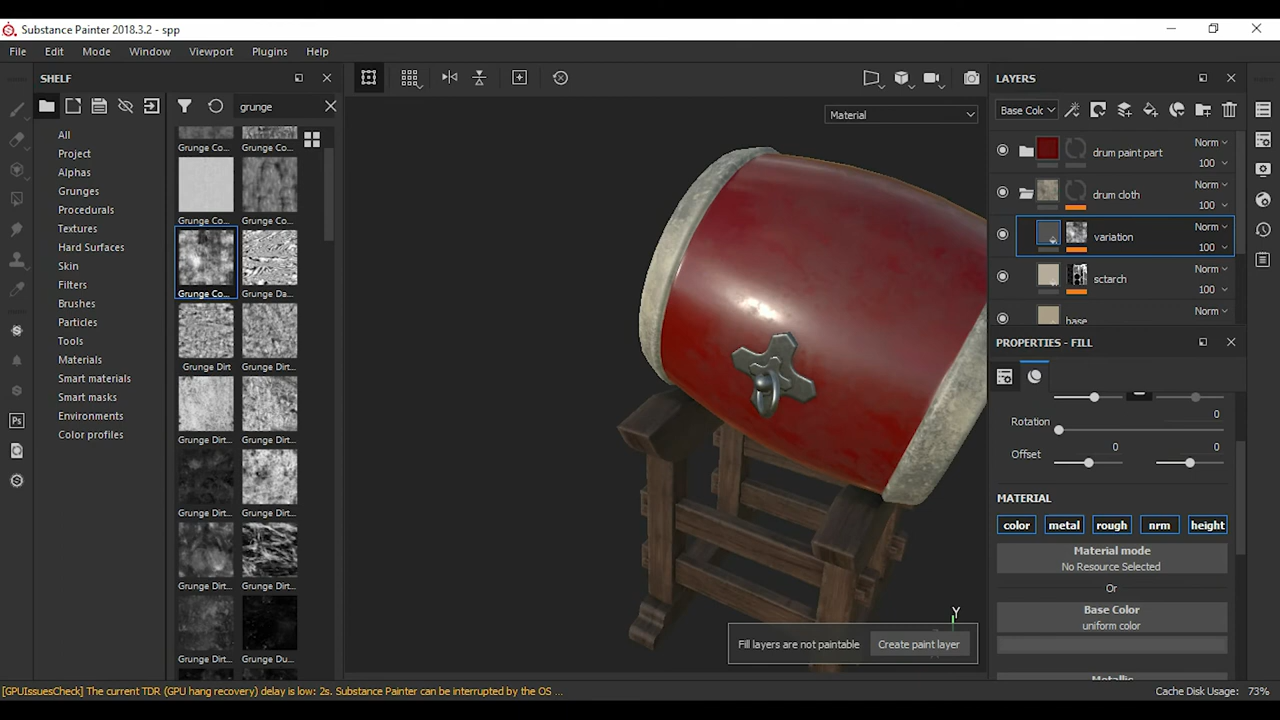 Substance Painter 2018.3.2 - spp
File Edit Mode Window Viewport Plugins Help
SHELF
grunge
All
Project
Alphas
Grunges
Procedurals
Textures
Hard Surfaces
Skin
Filters
Brushes
Particles
Tools
Materials
Smart materials
Smart masks
Environments
Color profiles
Grunge Co... Grunge Co...
Grunge Co... Grunge Co...
Grunge Co... Grunge Da...
Grunge Dirt Grunge Dirt...
Grunge Dirt... Grunge Dirt...
Grunge Dirt... Grunge Dirt...
Grunge Dirt... Grunge Dirt...
Grunge Dirt... Grunge Du...
Material
Y
Fill layers are not paintable Create paint layer
LAYERS
Base Col
drum paint part Norm
100
drum cloth Norm
100
variation Norm
100
sctarch Norm
100
base Norm
PROPERTIES - FILL
Rotation 0
Offset 0 0
MATERIAL
color metal rough nrm height
Material mode
No Resource Selected
Or
Base Color
uniform color
Metallic
Ps
[GPUIssuesCheck] The current TDR (GPU hang recovery) delay is low: 2s. Substance Painter can be interrupted by the OS ...
Cache Disk Usage: 73%